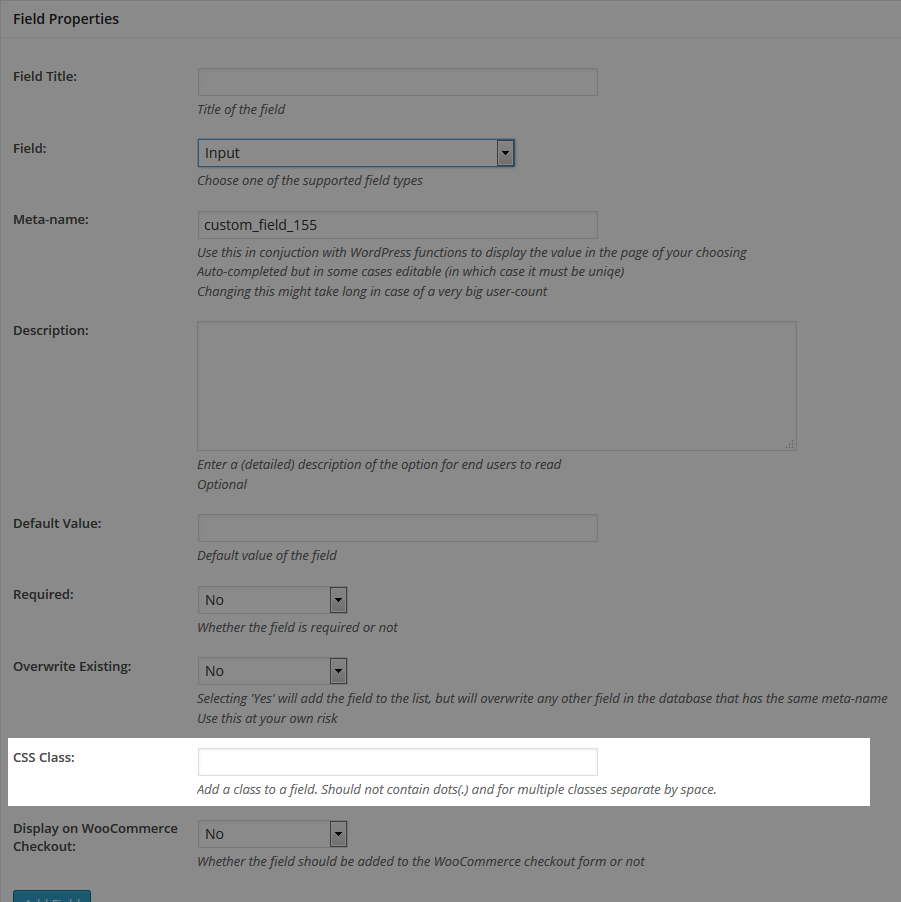 Field Properties
Field Title:
Title of the field
Field:
Input
Choose one of the supported field types
Meta-name:
custom_field_155
Use this in conjuction with WordPress functions to display the value in the page of your choosing
Auto-completed but in some cases editable (in which case it must be uniqe)
Changing this might take long in case of a very big user-count
Description:
Enter a (detailed) description of the option for end users to read
Optional
Default Value:
Default value of the field
Required:
No
Whether the field is required or not
Overwrite Existing:
No
Selecting 'Yes' will add the field to the list, but will overwrite any other field in the database that has the same meta-name
Use this at your own risk
CSS Class:
Add a class to a field. Should not contain dots(.) and for multiple classes separate by space.
Display on WooCommerce
Checkout:
No
Whether the field should be added to the WooCommerce checkout form or not
Add Field